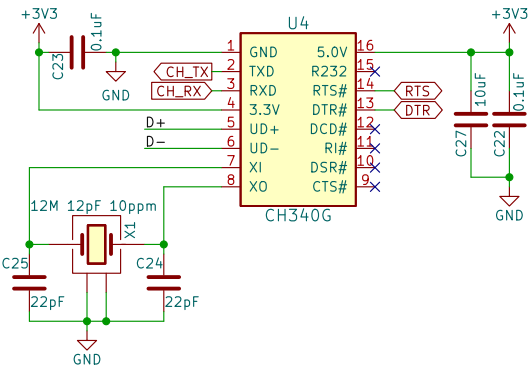 +3V3
+3V3
U4
0.1uF
C23
GND
CH_TX
CH_RX
D+
D-
1 GND
2 TXD
3 RXD
4 3.3V
5 UD+
6 UD-
7 XI
8 XO
5.0V 16
R232 15
RTS# 14
DTR# 13
DCD# 12
RI# 11
DSR# 10
CTS# 9
RTS
DTR
10uF
C27
0.1uF
C22
GND
CH340G
12M 12pF 10ppm
X1
C25
22pF
C24
22pF
GND